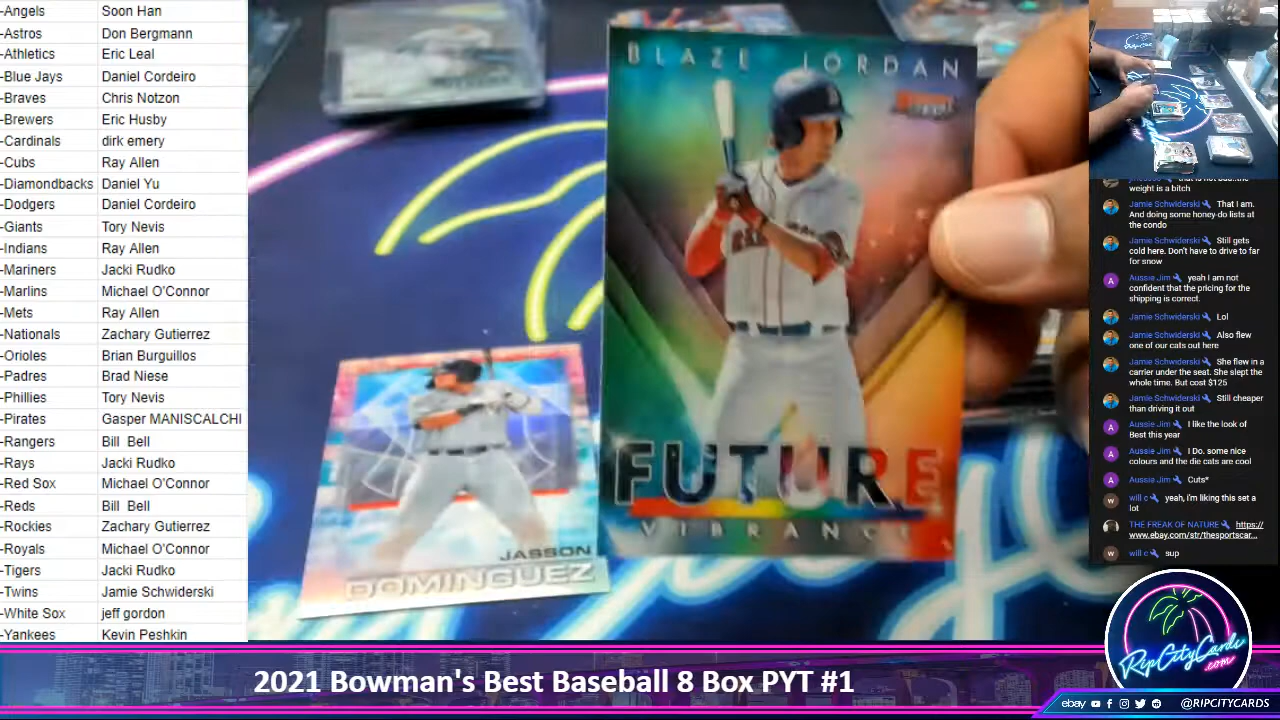 -Angels Soon Han
-Astros Don Bergmann
-Athletics Eric Leal
-Blue Jays Daniel Cordeiro
-Braves Chris Notzon
-Brewers Eric Husby
-Cardinals dirk emery
-Cubs Ray Allen
-Diamondbacks Daniel Yu
-Dodgers Daniel Cordeiro
-Giants Tory Nevis
-Indians Ray Allen
-Mariners Jacki Rudko
-Marlins Michael O'Connor
-Mets Ray Allen
-Nationals Zachary Gutierrez
-Orioles Brian Burguillos
-Padres Brad Niese
-Phillies Tory Nevis
-Pirates Gasper MANISCALCHI
-Rangers Bill Bell
-Rays Jacki Rudko
-Red Sox Michael O'Connor
-Reds Bill Bell
-Rockies Zachary Gutierrez
-Royals Michael O'Connor
-Tigers Jacki Rudko
-Twins Jamie Schwiderski
-White Sox jeff gordon
-Yankees Kevin Peshkin
BLAZE JORDAN
FUTURE
VIBRANCE
JASSON
DOMINGUEZ
that is not bad..the
weight is a bitch
Jamie Schwiderski That I am.
And doing some honey-do lists at
the condo
Jamie Schwiderski Still gets
cold here. Don't have to drive to far
for snow
Aussie Jim yeah I am not
confident that the pricing for the
shipping is correct.
Jamie Schwiderski Lol
Jamie Schwiderski Also flew
one of our cats out here
Jamie Schwiderski She flew in a
carrier under the seat. She slept the
whole time. But cost $125
Jamie Schwiderski Still cheaper
than driving it out
Aussie Jim I like the look of
Best this year
Aussie Jim I Do. some nice
colours and the die cats are cool
Aussie Jim Cuts*
will c yeah, i'm liking this set a
lot
THE FREAK OF NATURE https://
www.ebay.com/str/thesportscar...
will c sup
RipCityCards
.com
2021 Bowman's Best Baseball 8 Box PYT #1
ebay @RIPCITYCARDS